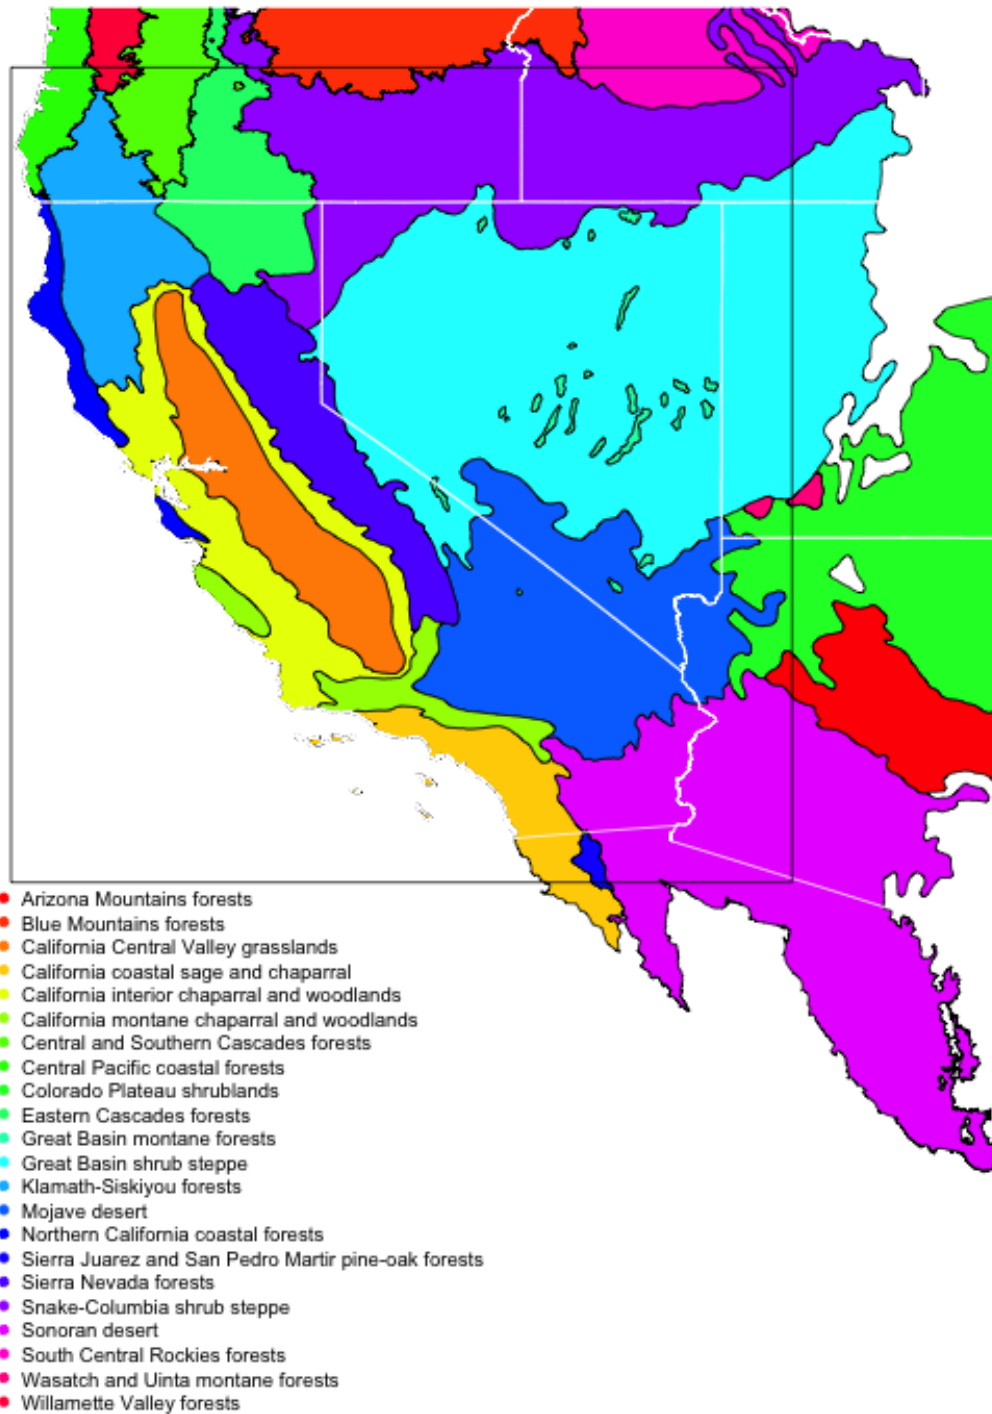 Arizona Mountains forests
Blue Mountains forests
California Central Valley grasslands
California coastal sage and chaparral
California interior chaparral and woodlands
California montane chaparral and woodlands
Central and Southern Cascades forests
Central Pacific coastal forests
Colorado Plateau shrublands
Eastern Cascades forests
Great Basin montane forests
Great Basin shrub steppe
Klamath-Siskiyou forests
Mojave desert
Northern California coastal forests
Sierra Juarez and San Pedro Martir pine-oak forests
Sierra Nevada forests
Snake-Columbia shrub steppe
Sonoran desert
South Central Rockies forests
Wasatch and Uinta montane forests
Willamette Valley forests